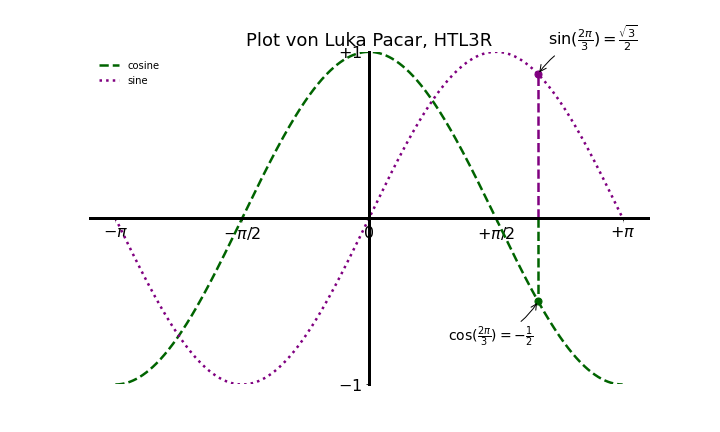 Plot von Luka Pacar, HTL3R
sin(2π/3) = √3/2
+1
cosine
sine
−π
−π/2
0
+π/2
+π
cos(2π/3) = −1/2
−1